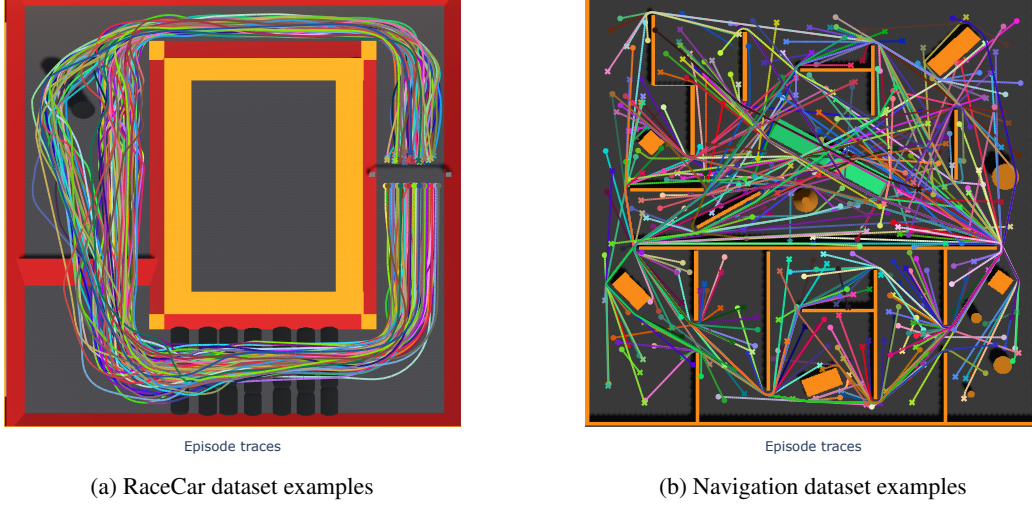 Episode traces
Episode traces
(a) RaceCar dataset examples
(b) Navigation dataset examples